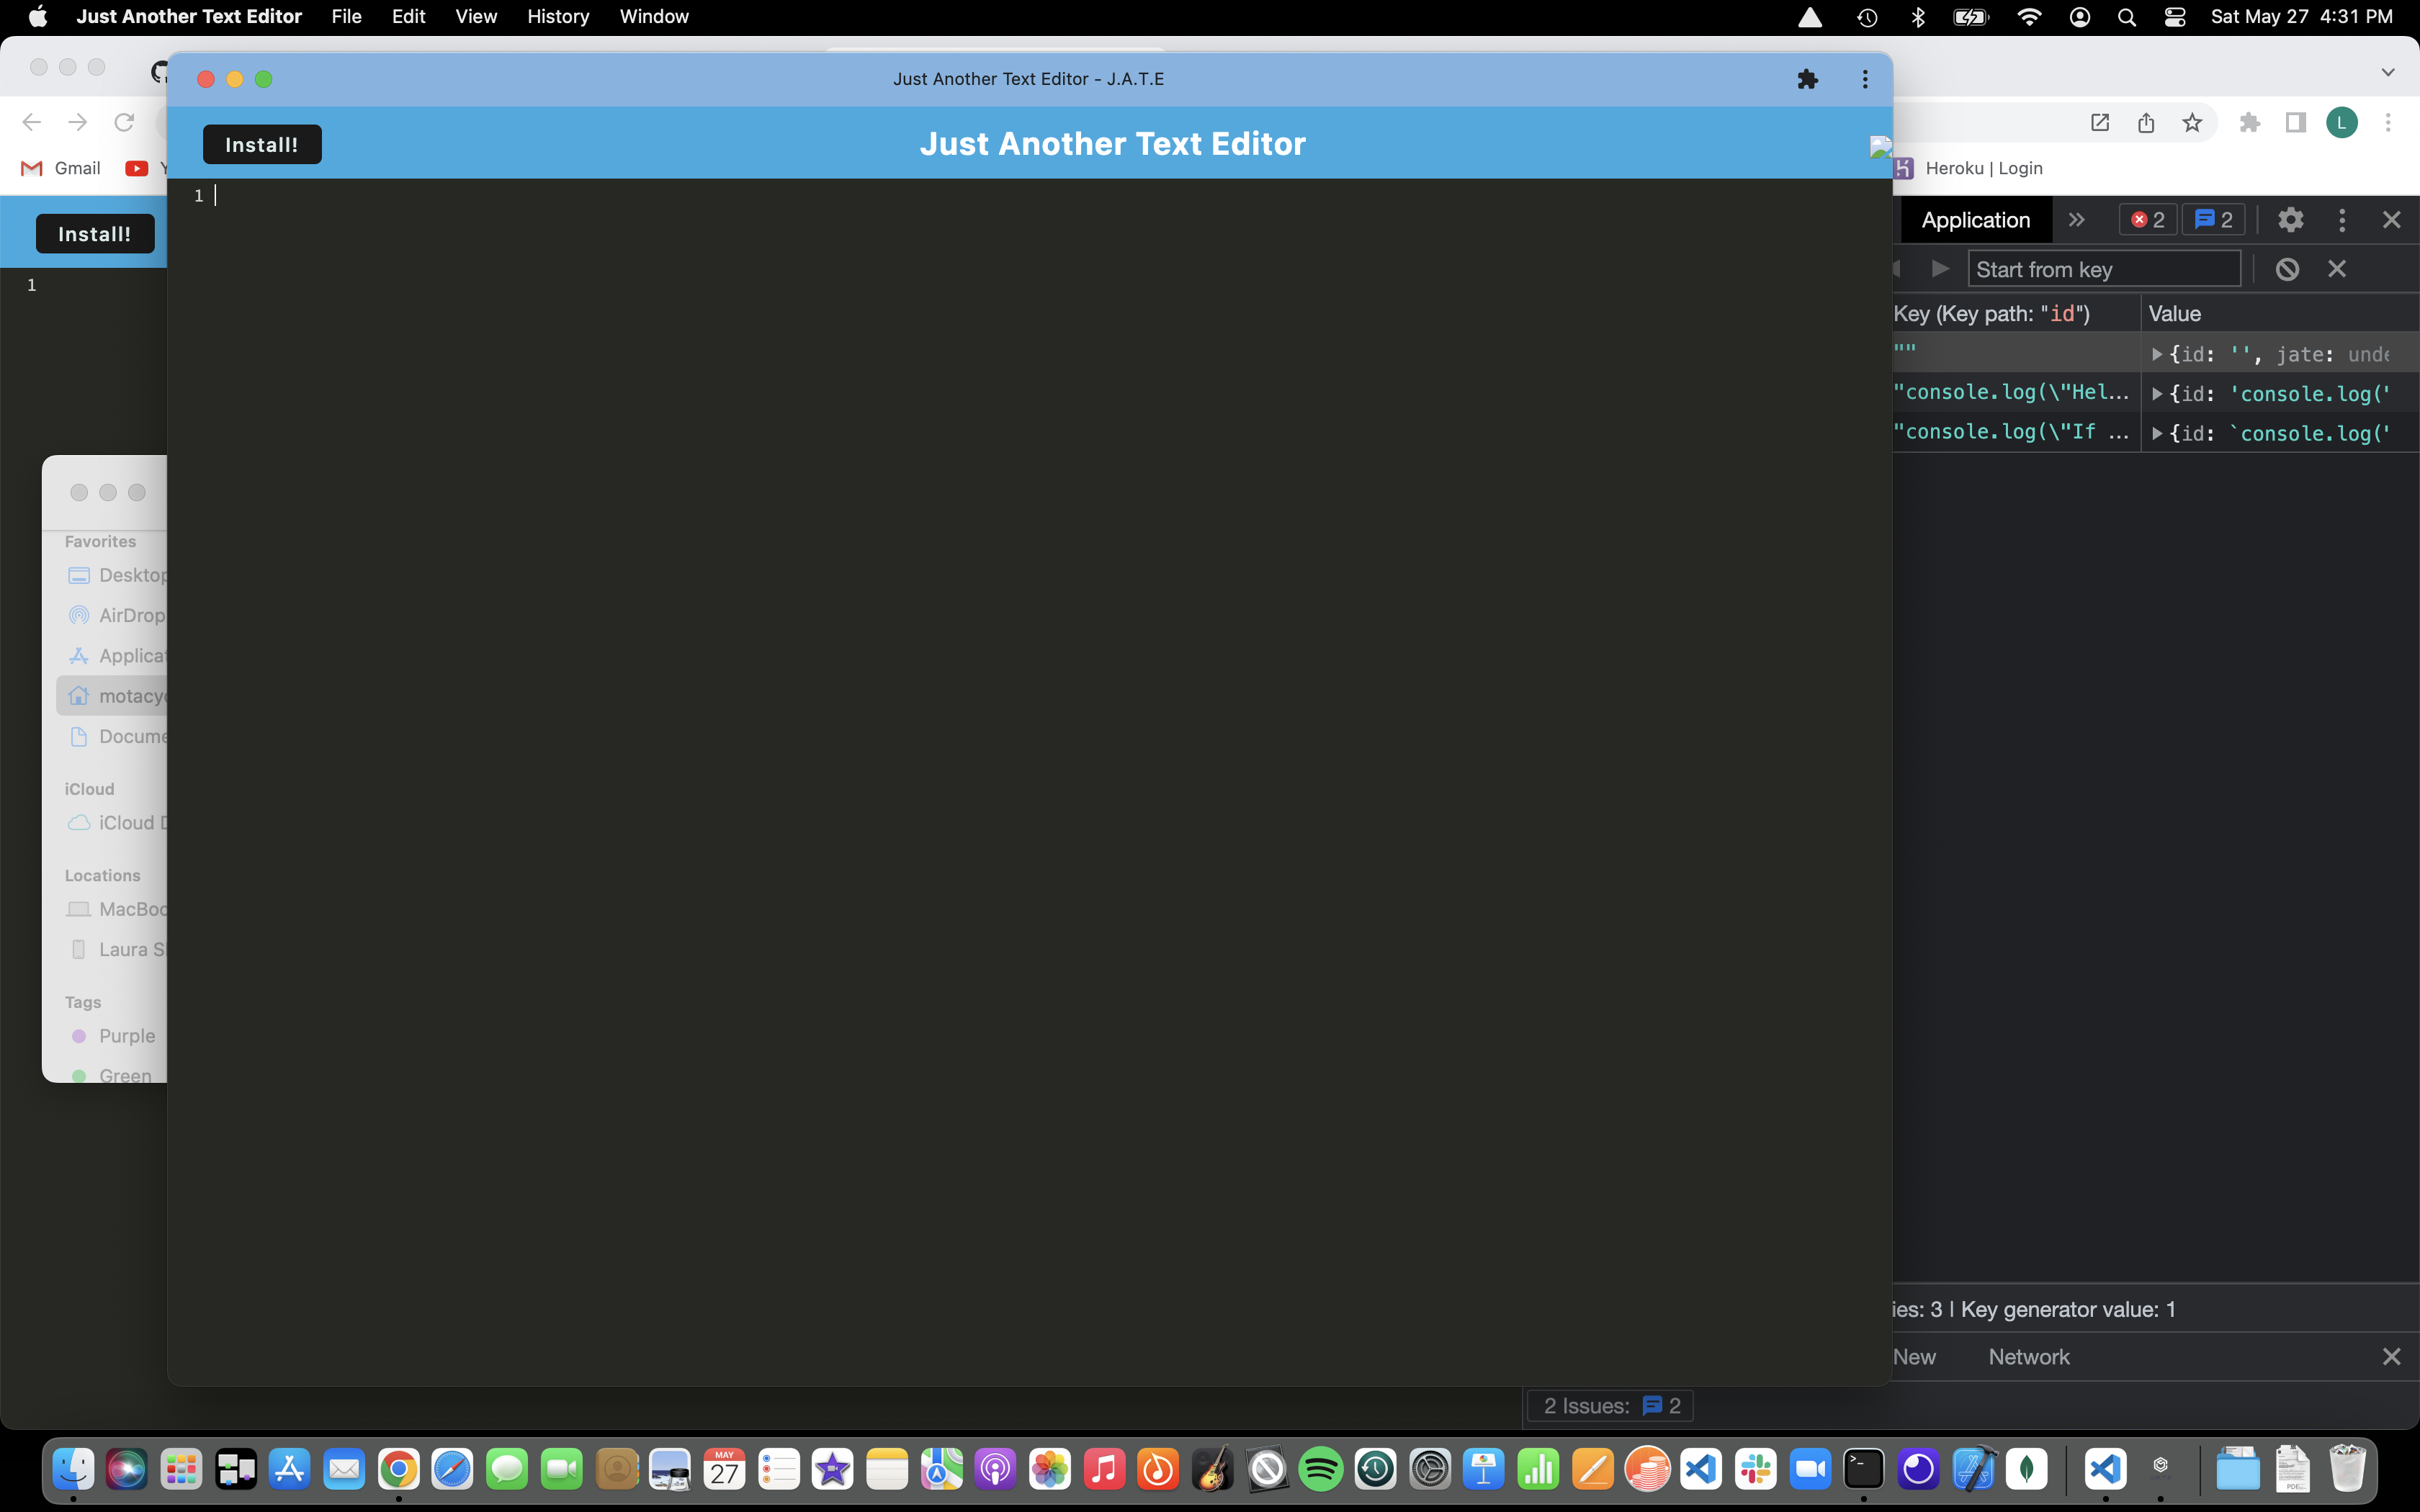 Just Another Text Editor File Edit View History Window Sat May 27 4:31 PM
Just Another Text Editor - J.A.T.E
Install! Just Another Text Editor
1
L
Gmail Y Heroku | Login
Install!
1
Application 2 2
Start from key
Key (Key path: "id") Value
"" {id: '', jate: unde
"console.log(\"Hel... {id: 'console.log('
"console.log(\"If ... {id: `console.log('
Favorites
Desktop
AirDrop
Applicat
motacyc
Docume
iCloud
iCloud D
Locations
MacBoo
Laura S
Tags
Purple
Green
ies: 3 | Key generator value: 1
New Network
2 Issues: 2
MAY
27
PDF